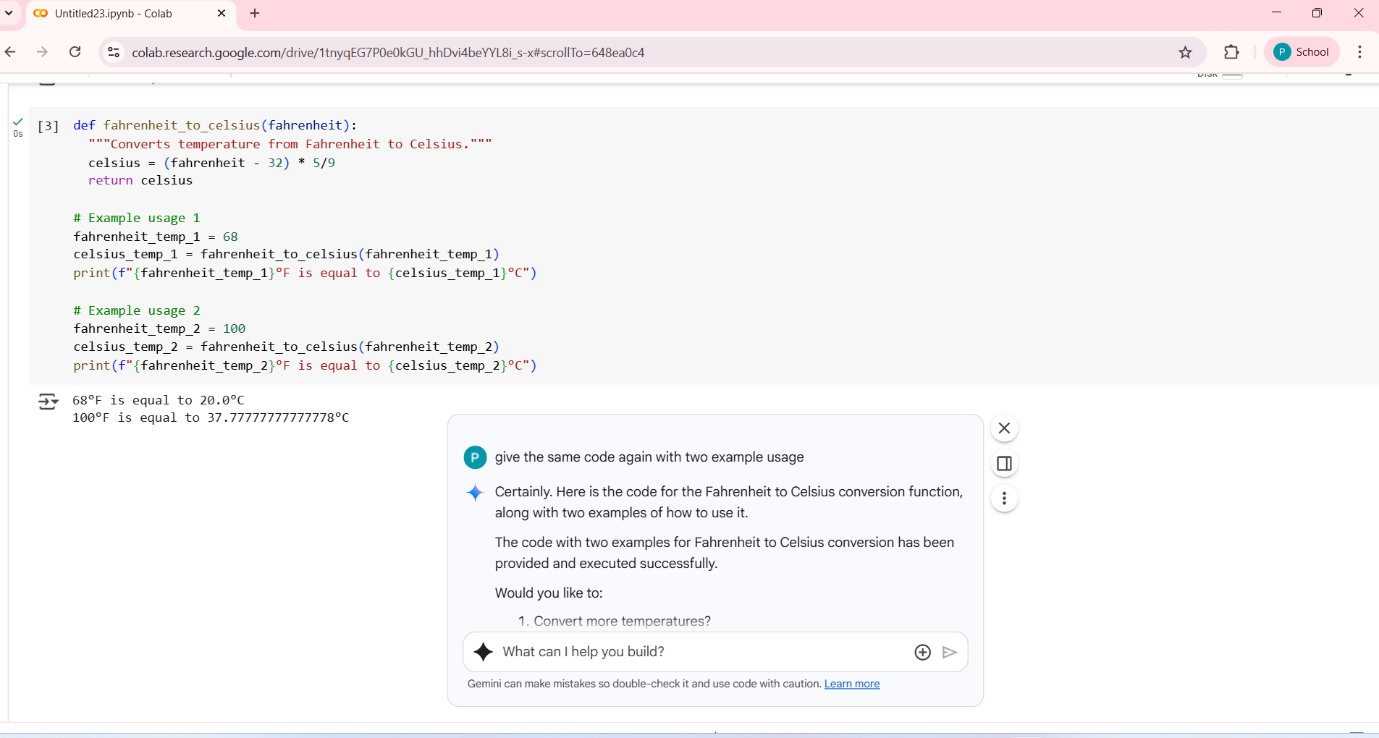 Untitled23.ipynb - Colab
colab.research.google.com/drive/1tnyqEG7P0e0kGU_hhDvi4beYYL8i_s-x#scrollTo=648ea0c4
P School
[3] def fahrenheit_to_celsius(fahrenheit):
0s
"""Converts temperature from Fahrenheit to Celsius."""
celsius = (fahrenheit - 32) * 5/9
return celsius
# Example usage 1
fahrenheit_temp_1 = 68
celsius_temp_1 = fahrenheit_to_celsius(fahrenheit_temp_1)
print(f"{fahrenheit_temp_1}°F is equal to {celsius_temp_1}°C")
# Example usage 2
fahrenheit_temp_2 = 100
celsius_temp_2 = fahrenheit_to_celsius(fahrenheit_temp_2)
print(f"{fahrenheit_temp_2}°F is equal to {celsius_temp_2}°C")
68°F is equal to 20.0°C
100°F is equal to 37.77777777777778°C
P give the same code again with two example usage
Certainly. Here is the code for the Fahrenheit to Celsius conversion function,
along with two examples of how to use it.
The code with two examples for Fahrenheit to Celsius conversion has been
provided and executed successfully.
Would you like to:
1. Convert more temperatures?
What can I help you build?
Gemini can make mistakes so double-check it and use code with caution. Learn more